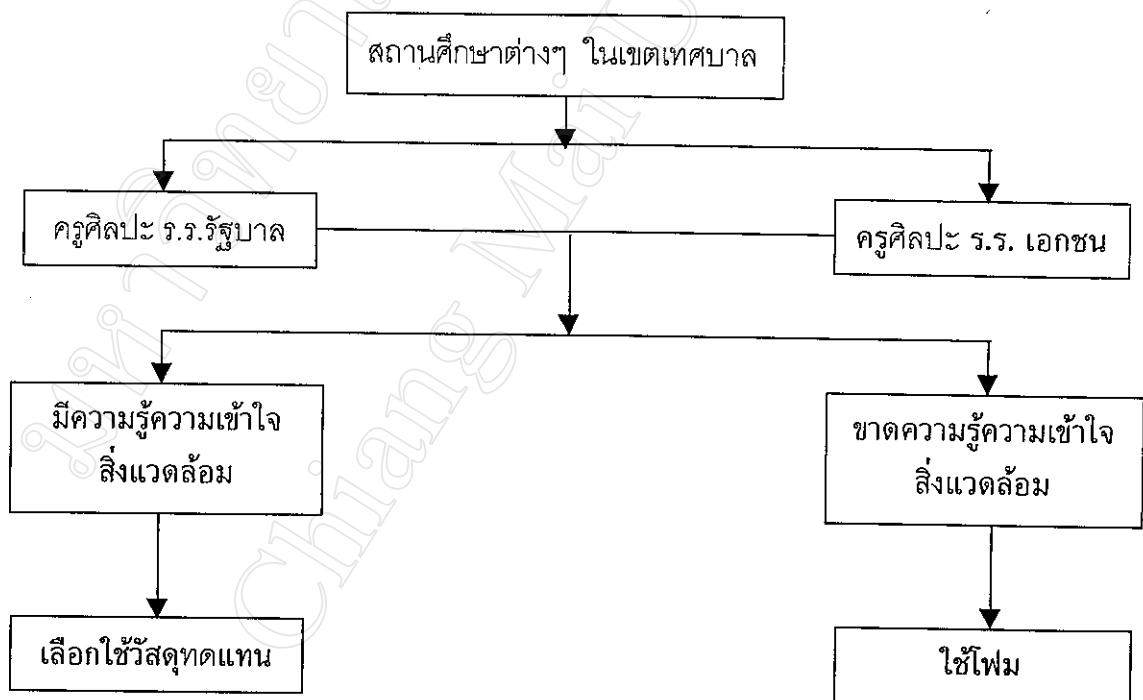 สถานศึกษาต่างๆ ในเขตเทศบาล
ครูศิลปะ ร.ร.รัฐบาล
ครูศิลปะ ร.ร. เอกชน
มีความรู้ความเข้าใจ
สิ่งแวดล้อม
ขาดความรู้ความเข้าใจ
สิ่งแวดล้อม
เลือกใช้วัสดุทดแทน
ใช้โฟม
Chiang Mai